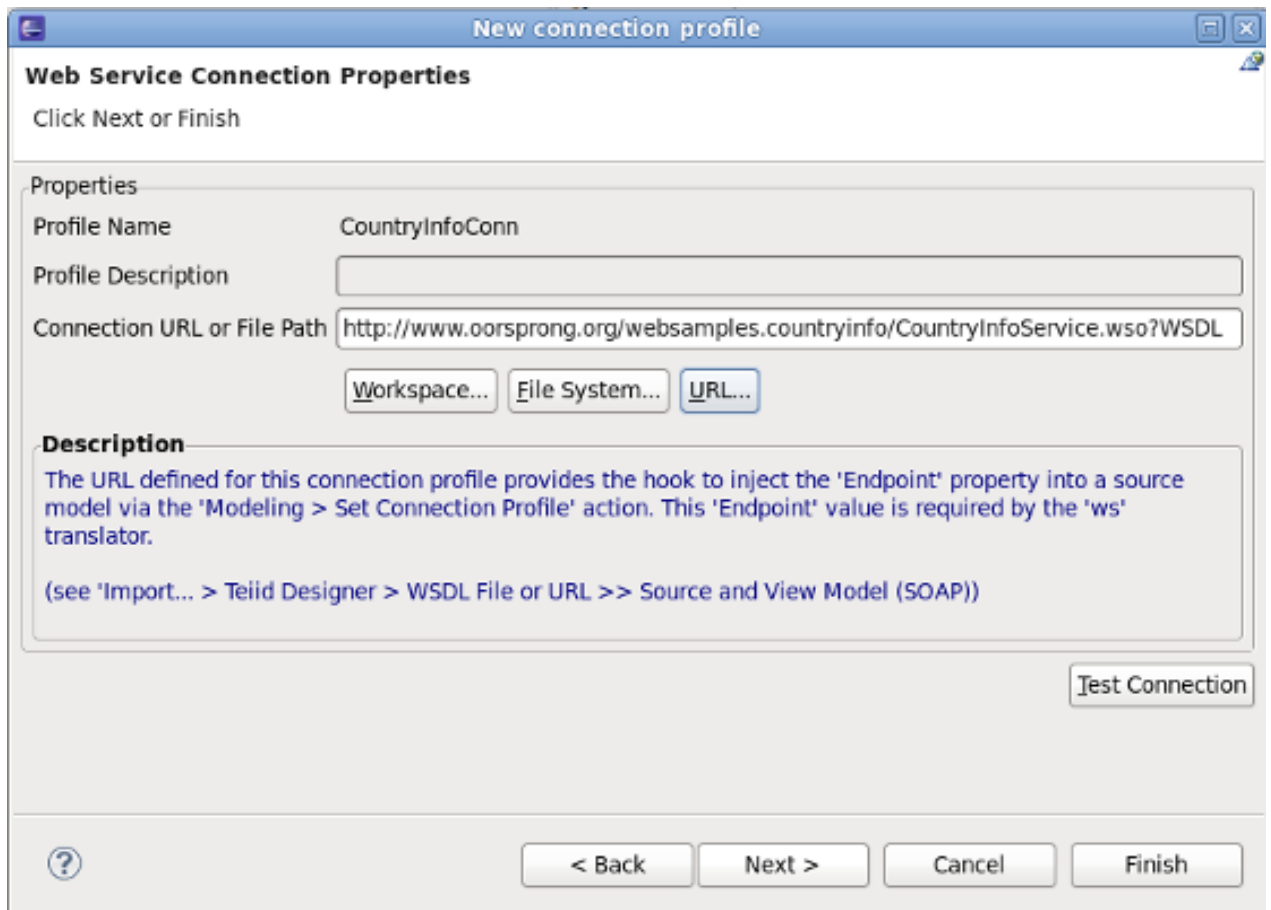 New connection profile
Web Service Connection Properties
Click Next or Finish
Properties
Profile Name CountryInfoConn
Profile Description
Connection URL or File Path http://www.oorsprong.org/websamples.countryinfo/CountryInfoService.wso?WSDL
Workspace... File System... URL...
Description
The URL defined for this connection profile provides the hook to inject the 'Endpoint' property into a source
model via the 'Modeling > Set Connection Profile' action. This 'Endpoint' value is required by the 'ws'
translator.
(see 'Import... > Teiid Designer > WSDL File or URL >> Source and View Model (SOAP))
Test Connection
? < Back Next > Cancel Finish